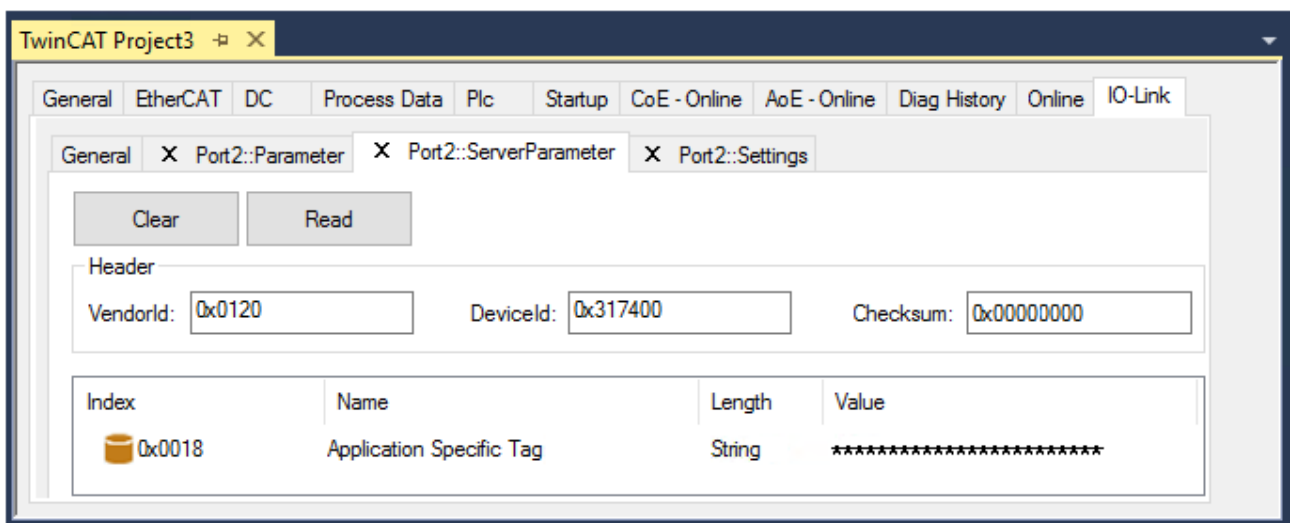 TwinCAT Project3
General EtherCAT DC Process Data Plc Startup CoE - Online AoE - Online Diag History Online IO-Link
General X Port2::Parameter X Port2::ServerParameter X Port2::Settings
Clear Read
Header
VendorId: 0x0120 DeviceId: 0x317400 Checksum: 0x00000000
Index Name Length Value
0x0018 Application Specific Tag String ************************